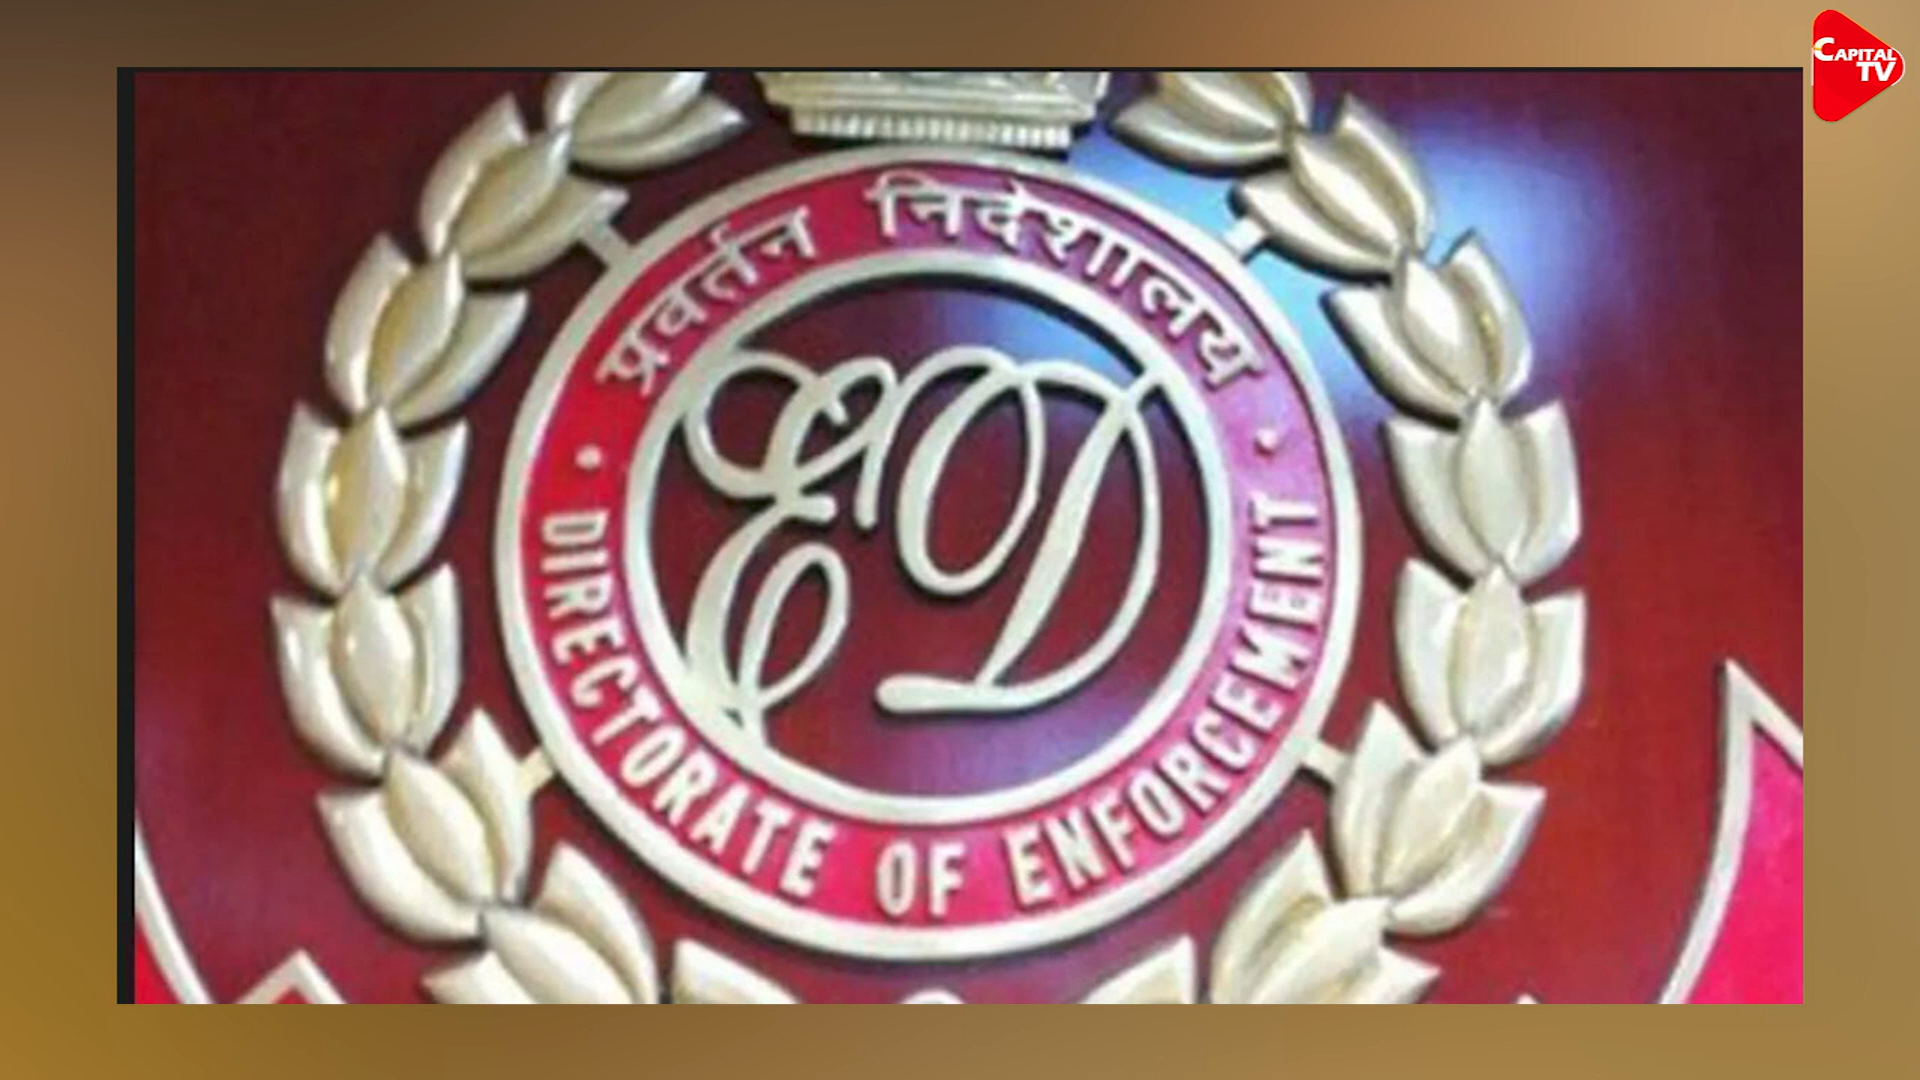 CAPITAL
TV
प्रवर्तन निदेशालय
ED
DIRECTORATE OF ENFORCEMENT